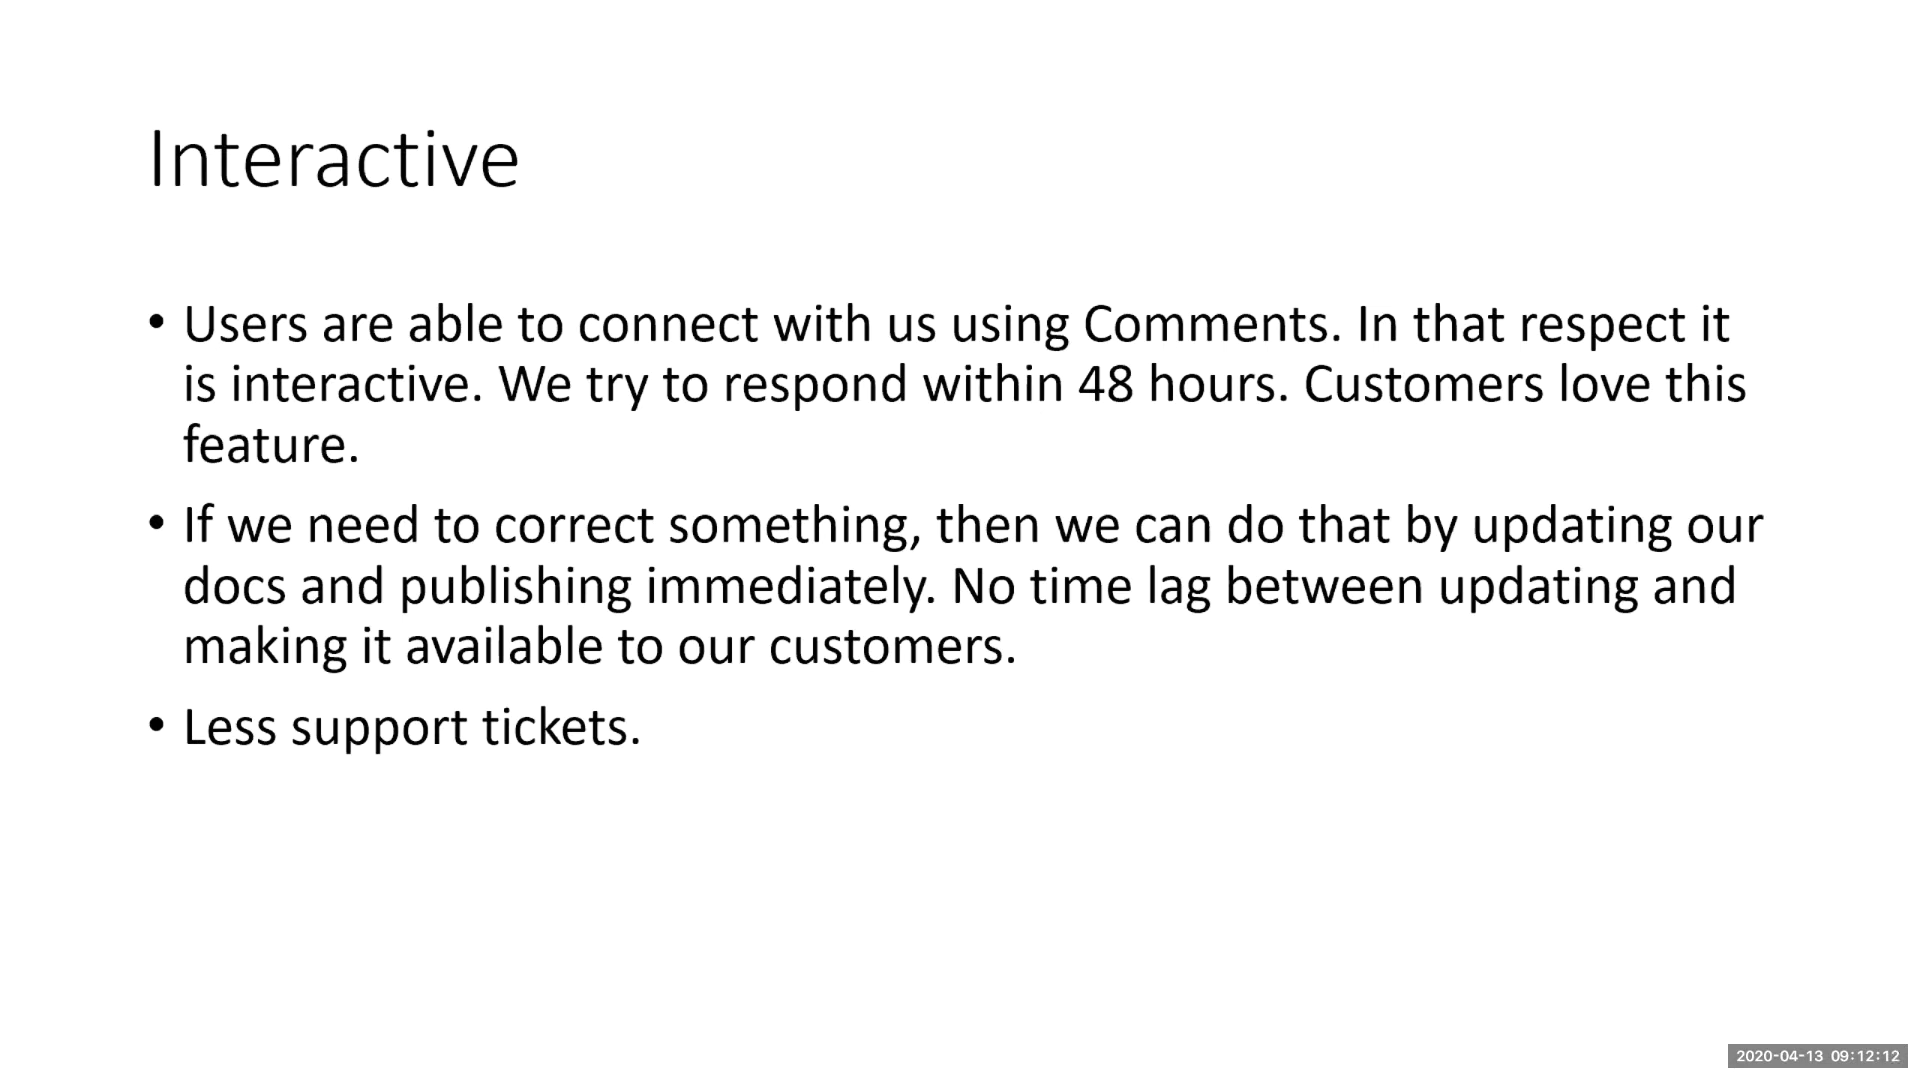 Interactive
• Users are able to connect with us using Comments. In that respect it
is interactive. We try to respond within 48 hours. Customers love this
feature.
• If we need to correct something, then we can do that by updating our
docs and publishing immediately. No time lag between updating and
making it available to our customers.
• Less support tickets.
2020-04-13 09:12:12